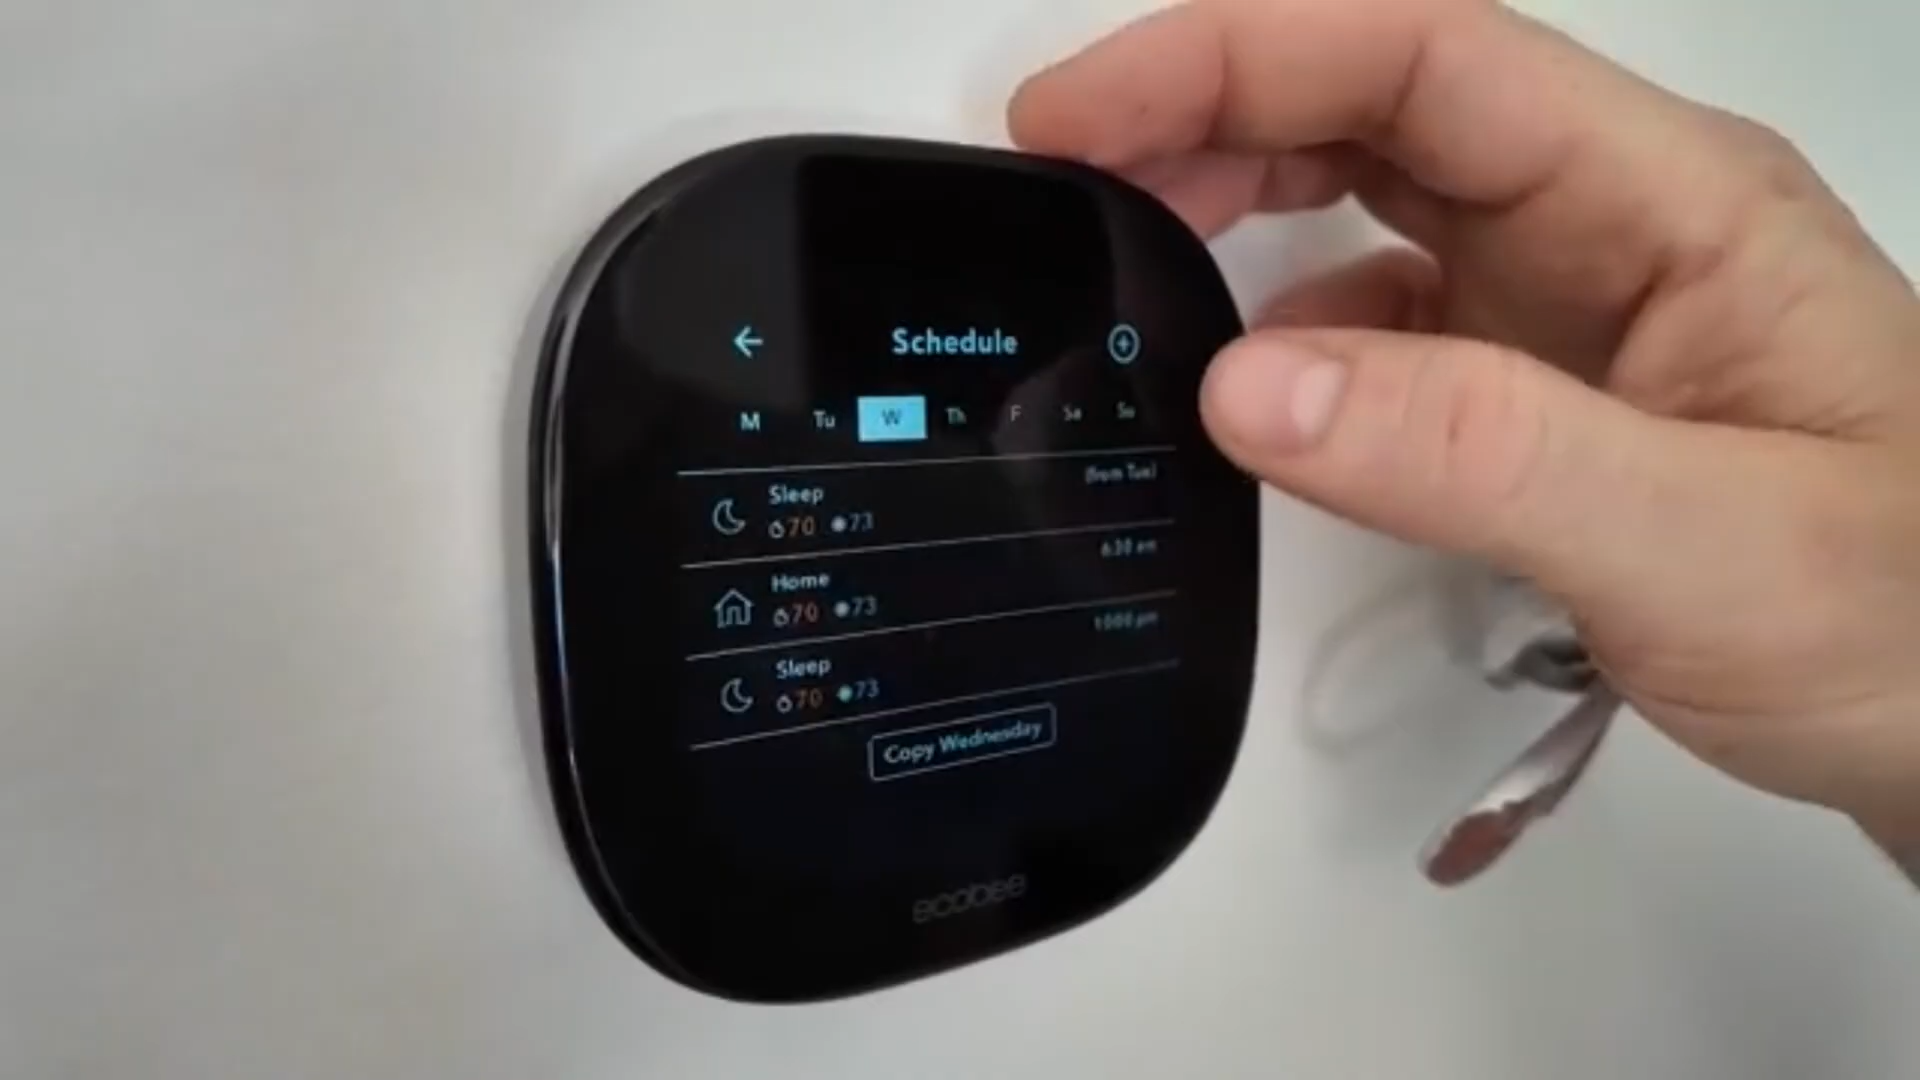 Schedule
M Tu W Th F Sa Su
(from Tue)
Sleep
70 73
6:30 am
Home
70 73
10:00 pm
Sleep
70 73
Copy Wednesday
ecobee